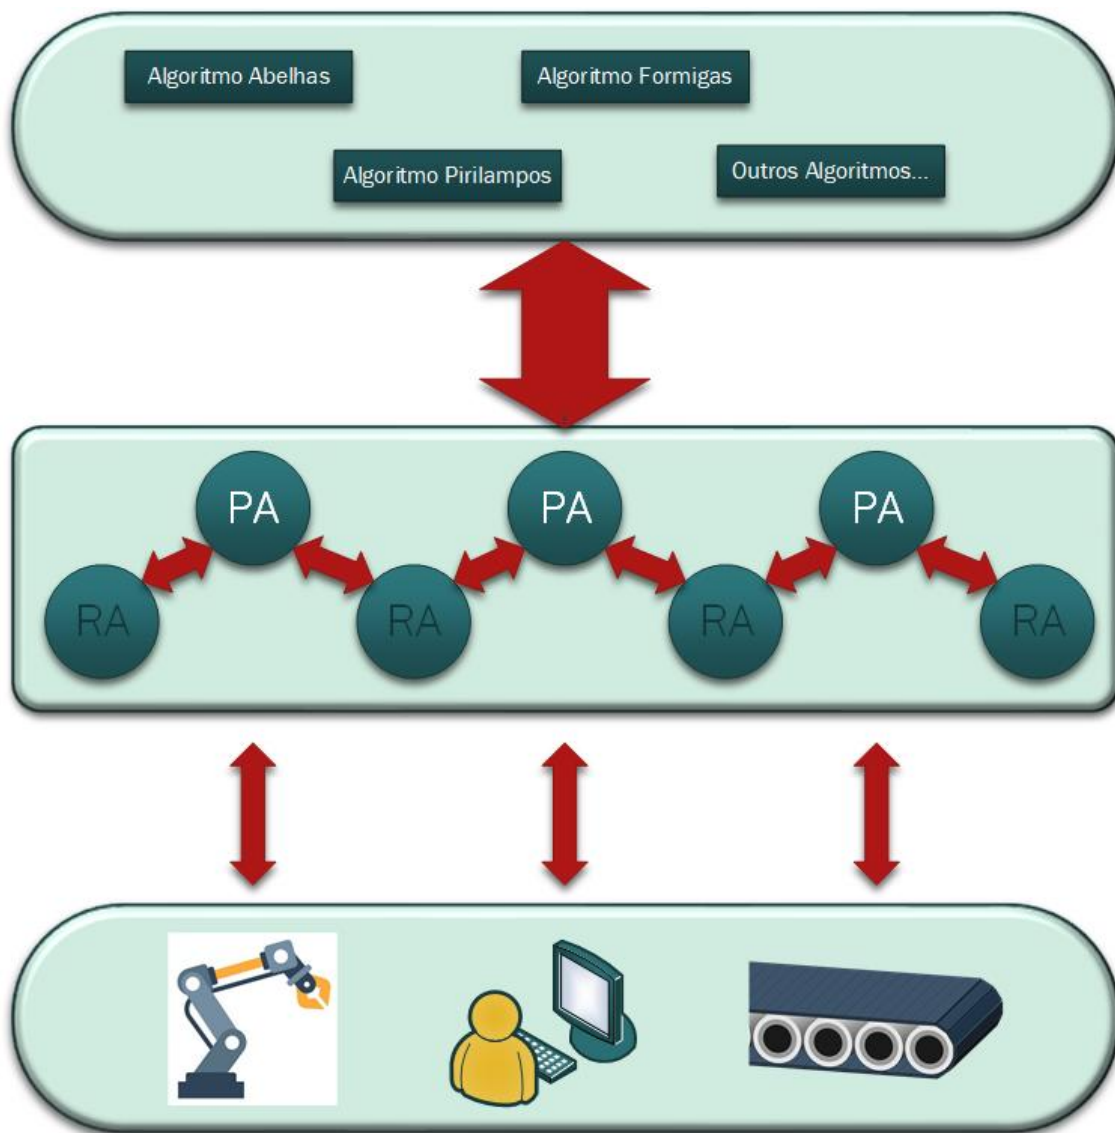 Algoritmo Abelhas
Algoritmo Formigas
Algoritmo Pirilampos
Outros Algoritmos...
PA
PA
PA
RA
RA
RA
RA